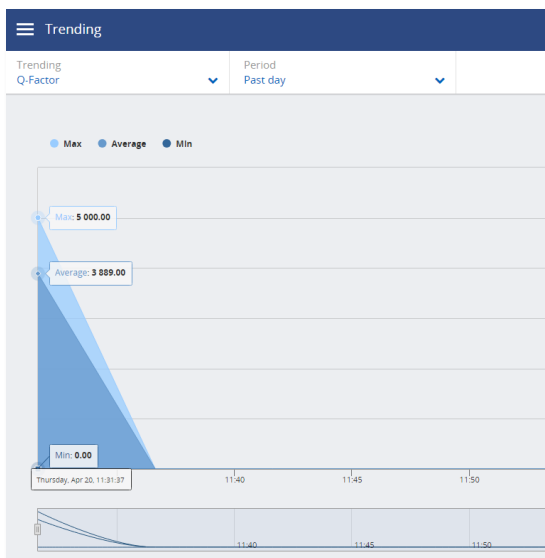 Trending
Trending
Q-Factor
Period
Past day
Max
Average
Min
Max: 5 000.00
Average: 3 889.00
Min: 0.00
Thursday, Apr 20, 11:31:37
11:40
11:45
11:50
11:40
11:45
11:50